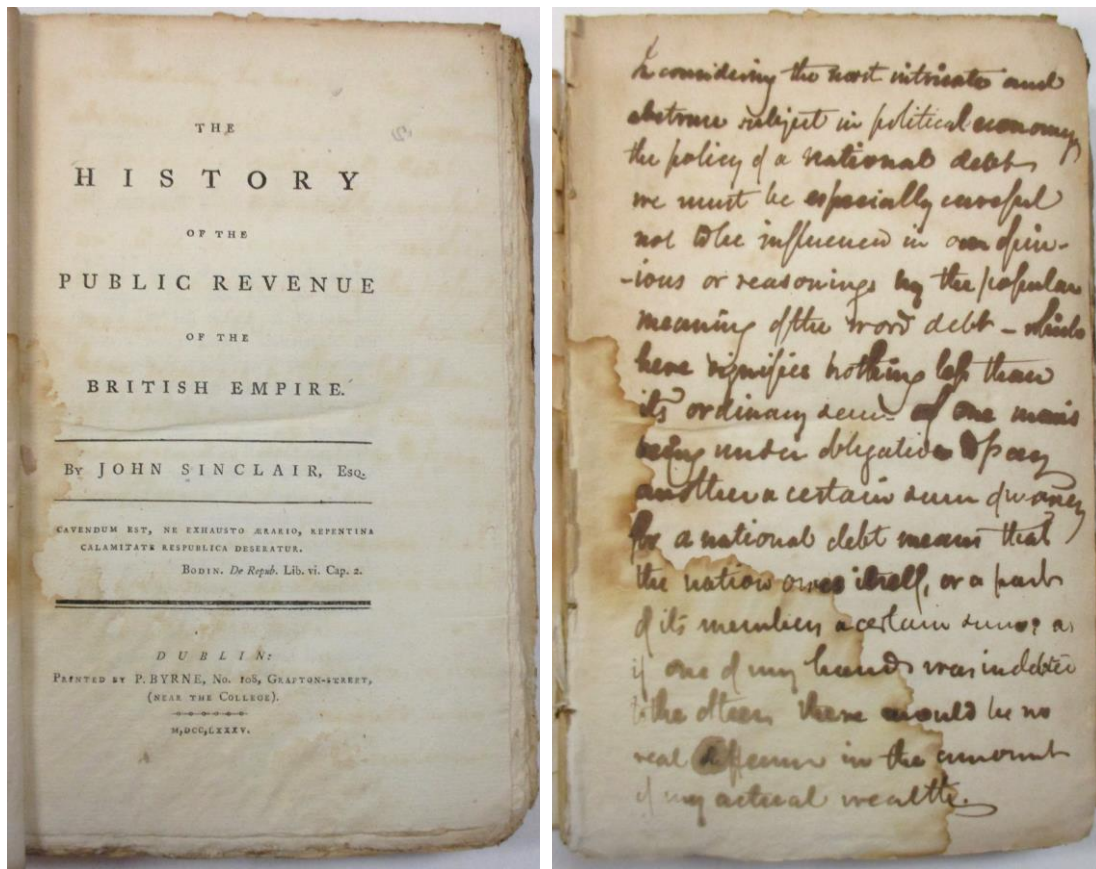 THE
HISTORY
OF THE
PUBLIC REVENUE
OF THE
BRITISH EMPIRE.
By JOHN SINCLAIR, Esq.
CAVENDUM EST, NE EXHAUSTO ÆRARIO, REPENTINA
CALAMITATE RESPUBLICA DESERATUR.
BODIN. De Repub. Lib. vi. Cap. 2.
DUBLIN:
PRINTED BY P. BYRNE, No. 108, GRAFTON-STREET,
(NEAR THE COLLEGE).
M,DCC,LXXXV.
In considering the most intricate and
abstruse subject in political economy
the policy of a national debt
we must be especially careful
not to be influenced in our opin-
-ions or reasonings by the popular
meaning of the word debt - which
here signifies nothing less than
its ordinary sense of one man's
being under obligation to pay
another a certain sum of money
for a national debt means that
the nation owes itself, or a part
of its members a certain sum as
if one of my hands was indebted
to the other, there would be no
real difference in the amount
of my actual wealth.